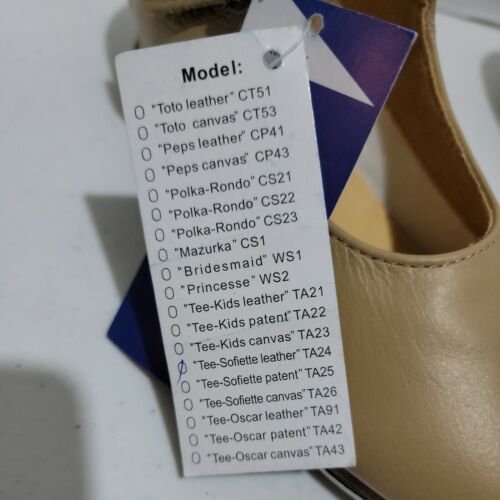 Model:
"Toto leather" CT51
"Toto canvas" CT53
"Peps leather" CP41
"Peps canvas" CP43
"Polka-Rondo" CS21
"Polka-Rondo" CS22
"Polka-Rondo" CS23
"Mazurka" CS1
"Bridesmaid" WS1
"Princesse" WS2
"Tee-Kids leather" TA21
"Tee-Kids patent" TA22
"Tee-Kids canvas" TA23
"Tee-Sofiette leather" TA24
"Tee-Sofiette patent" TA25
"Tee-Sofiette canvas" TA26
"Tee-Oscar leather" TA91
"Tee-Oscar patent" TA42
"Tee-Oscar canvas" TA43